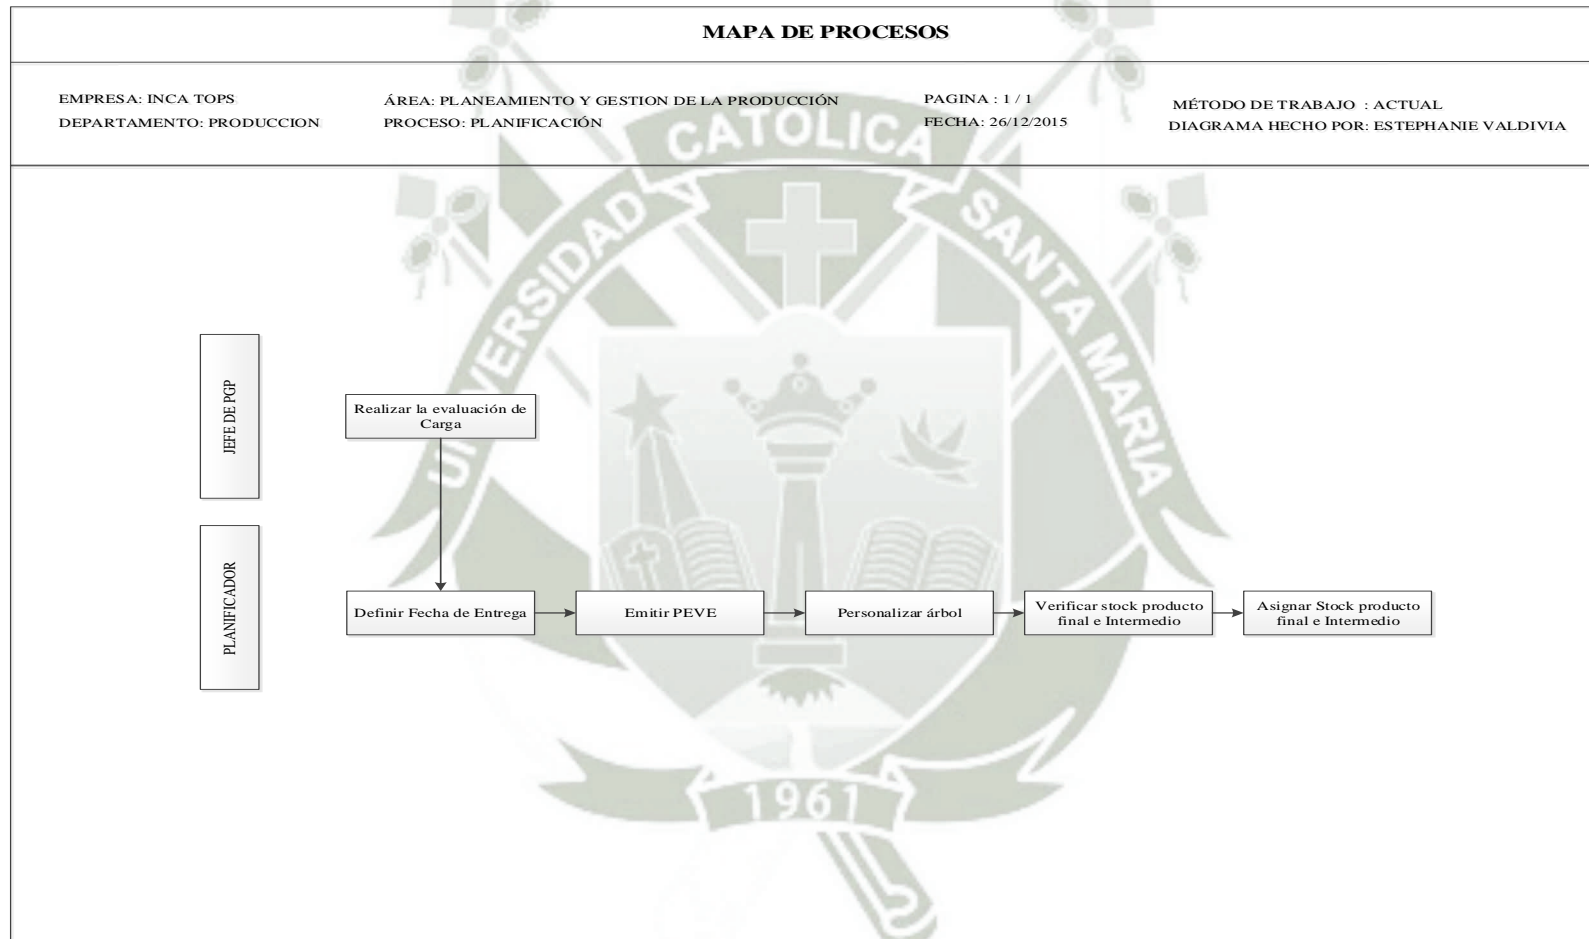 MAPA DE PROCESOS
EMPRESA: INCA TOPS
DEPARTAMENTO: PRODUCCION
ÁREA: PLANEAMIENTO Y GESTION DE LA PRODUCCIÓN
PROCESO: PLANIFICACIÓN
PAGINA : 1 / 1
FECHA: 26/12/2015
MÉTODO DE TRABAJO : ACTUAL
DIAGRAMA HECHO POR: ESTEPHANIE VALDIVIA
UNIVERSIDAD CATOLICA SANTA MARIA
JEFE DE PGP
Realizar la evaluación de
Carga
PLANIFICADOR
Definir Fecha de Entrega
Emitir PEVE
Personalizar árbol
Verificar stock producto
final e Intermedio
Asignar Stock producto
final e Intermedio
1961